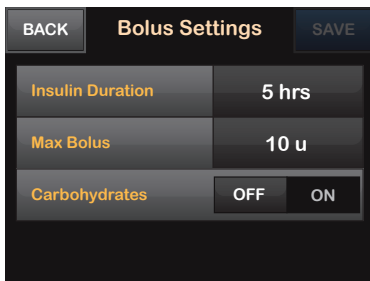 BACK Bolus Settings SAVE
Insulin Duration 5 hrs
Max Bolus 10 u
Carbohydrates OFF ON